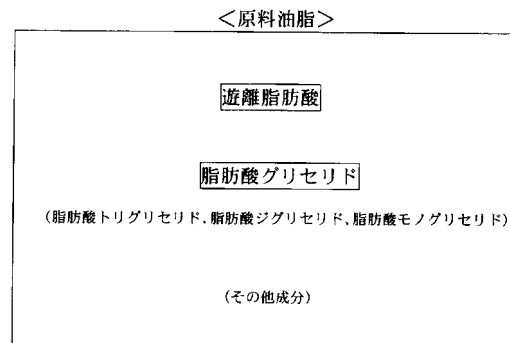 ＜原料油脂＞
遊離脂肪酸
脂肪酸グリセリド
(脂肪酸トリグリセリド、脂肪酸ジグリセリド、脂肪酸モノグリセリド)
(その他成分)